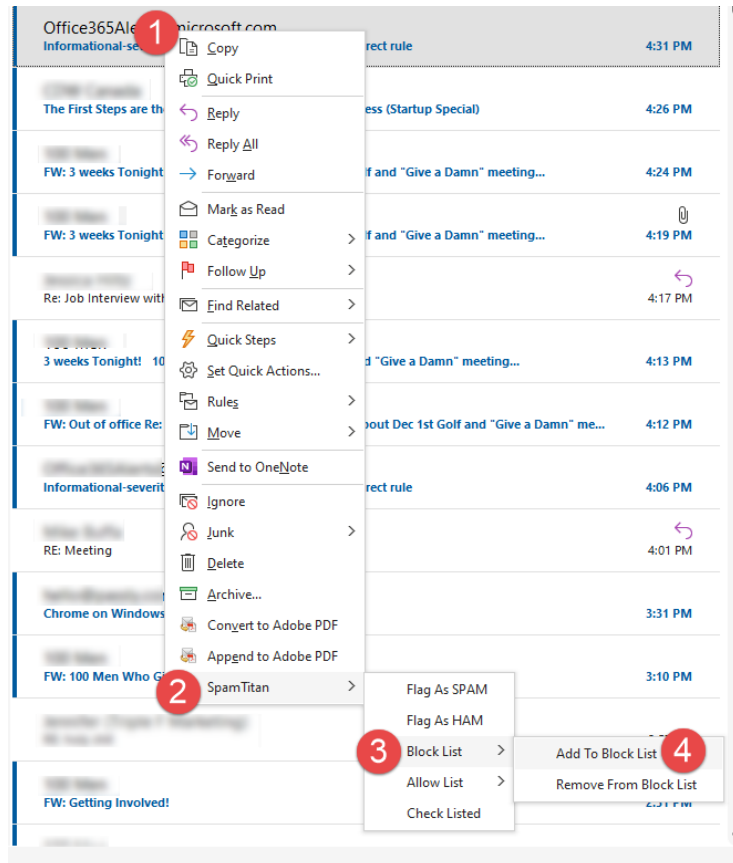 Office365Ale microsoft.com
1
Informational-se rect rule 4:31 PM
Copy
Quick Print
The First Steps are th ess (Startup Special) 4:26 PM
Reply
Reply All
FW: 3 weeks Tonight lf and "Give a Damn" meeting... 4:24 PM
Forward
Mark as Read
FW: 3 weeks Tonight lf and "Give a Damn" meeting... 4:19 PM
Categorize
Follow Up
Re: Job Interview with 4:17 PM
Find Related
Quick Steps
3 weeks Tonight! 10 d "Give a Damn" meeting... 4:13 PM
Set Quick Actions...
Rules
FW: Out of office Re: bout Dec 1st Golf and "Give a Damn" me... 4:12 PM
Move
Send to OneNote
Informational-severit rect rule 4:06 PM
Ignore
Junk
RE: Meeting 4:01 PM
Delete
Archive...
Chrome on Windows 3:31 PM
Convert to Adobe PDF
Append to Adobe PDF
FW: 100 Men Who Gi 3:10 PM
2
SpamTitan
Flag As SPAM
Flag As HAM
3
Block List
Add To Block List
4
Allow List
Remove From Block List
FW: Getting Involved! 2:51 PM
Check Listed